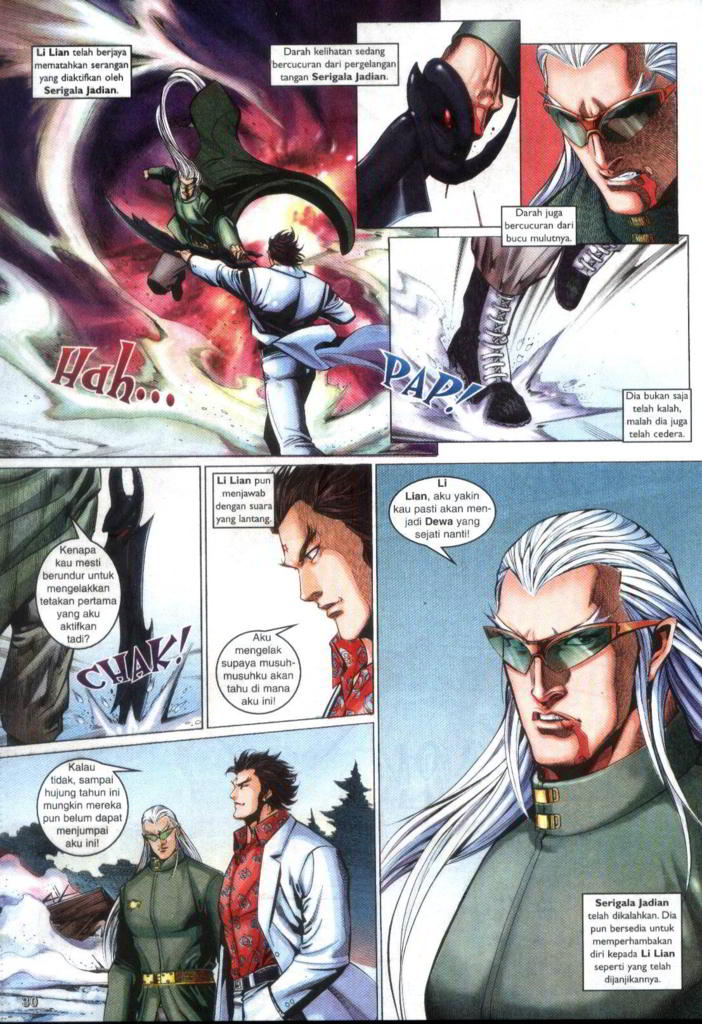 Li Lian telah berjaya
mematahkan serangan
yang diaktifkan oleh
Serigala Jadian.
Darah kelihatan sedang
bercucuran dari pergelangan
tangan Serigala Jadian.
Darah juga
bercucuran dari
bucu mulutnya.
Hah...
PAP!
Dia bukan saja
telah kalah,
malah dia juga
telah cedera.
Kenapa
kau mesti
berundur untuk
mengelakkan
tetakan pertama
yang aku
aktifkan
tadi?
CHAK!
Li Lian pun
menjawab
dengan suara
yang lantang.
Aku
mengelak
supaya musuh-
musuhku akan
tahu di mana
aku ini!
Li
Lian, aku yakin
kau pasti akan men-
jadi Dewa yang
sejati nanti!
Kalau
tidak, sampai
hujung tahun ini
mungkin mereka
pun belum dapat
menjumpai
aku ini!
Serigala Jadian
telah dikalahkan. Dia
pun bersedia untuk
memperhambakan
diri kepada Li Lian
seperti yang telah
dijanjikannya.
30